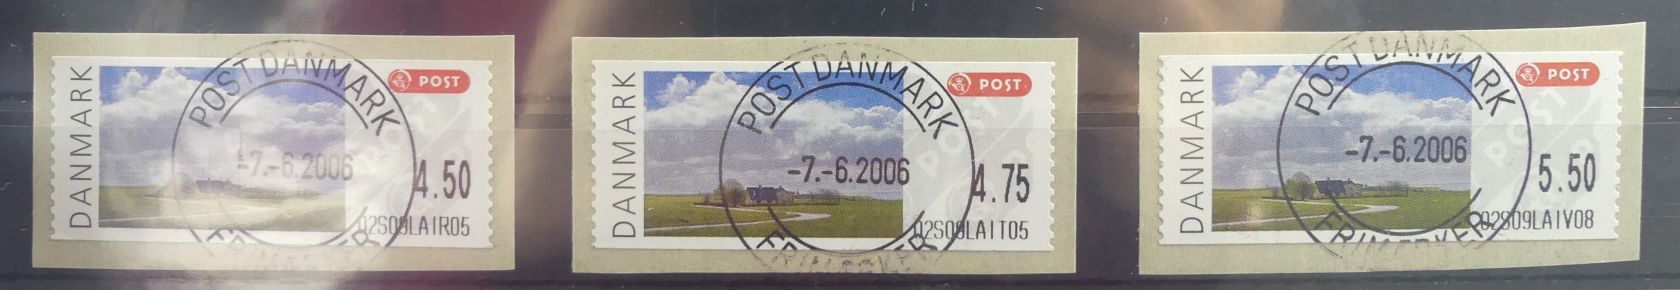 DANMARK
POST
POST DANMARK
-7.-6.2006
FRIMÆRKER
4.50
02S09LAIR05
DANMARK
POST
POST DANMARK
-7.-6.2006
FRIMÆRKER
4.75
02S09LAIT05
DANMARK
POST
POST DANMARK
-7.-6.2006
FRIMÆRKER
5.50
02S09LAIV08